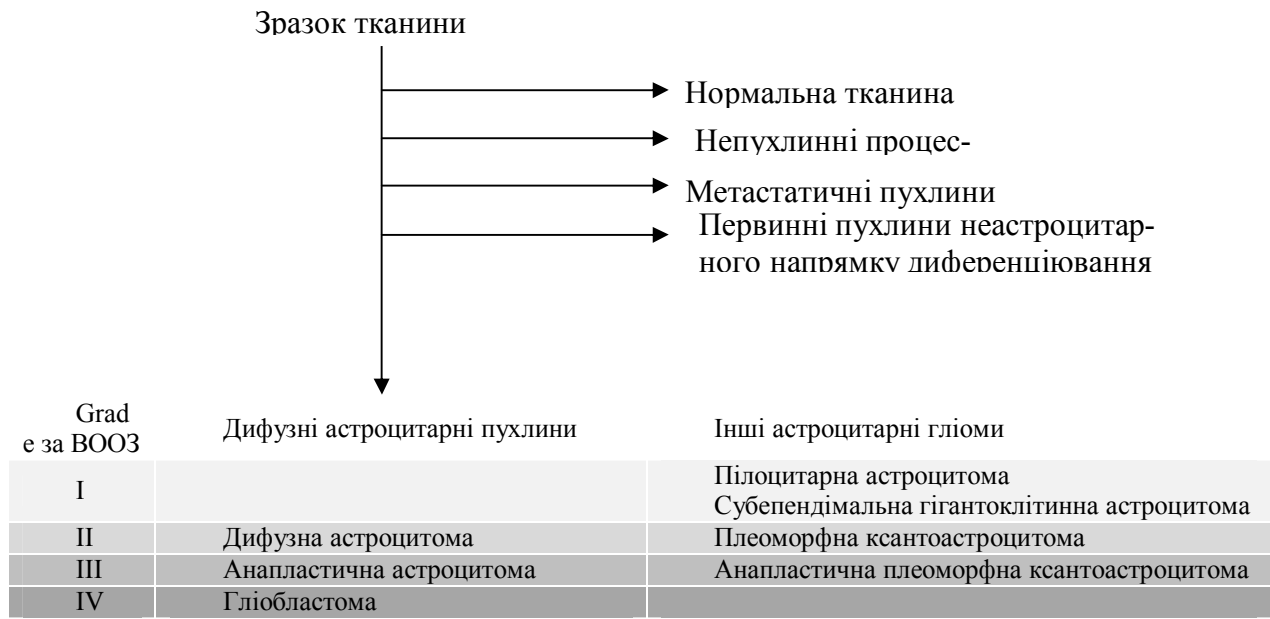 Зразок тканини
Нормальна тканина
Непухлинні процес-
Метастатичні пухлини
Первинні пухлини неастроцитар-
ного напрямку диференціювання
Grad
е за ВООЗ
Дифузні астроцитарні пухлини
Інші астроцитарні гліоми
I
Пілоцитарна астроцитома
Субепендімальна гігантоклітинна астроцитома
II
Дифузна астроцитома
Плеоморфна ксантоастроцитома
III
Анапластична астроцитома
Анапластична плеоморфна ксантоастроцитома
IV
Гліобластома